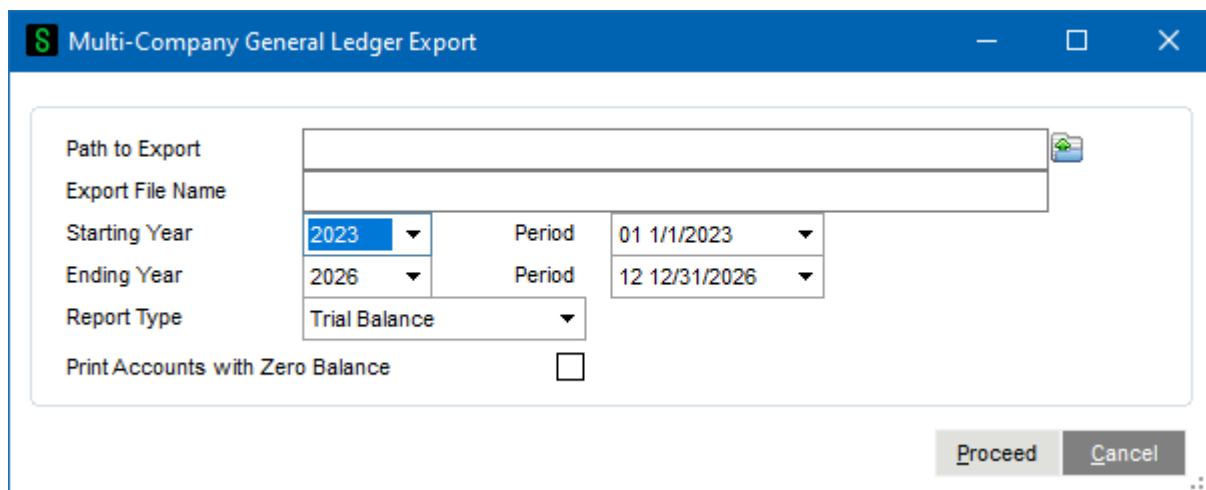 S Multi-Company General Ledger Export
Path to Export
Export File Name
Starting Year 2023 Period 01 1/1/2023
Ending Year 2026 Period 12 12/31/2026
Report Type Trial Balance
Print Accounts with Zero Balance
Proceed Cancel